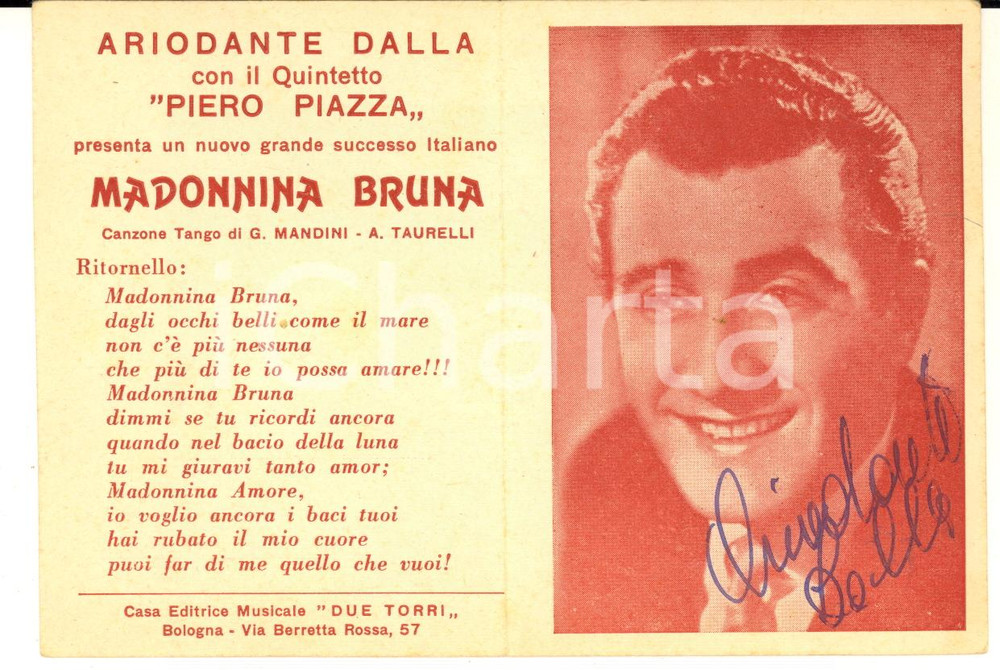 ARIODANTE DALLA
con il Quintetto
"PIERO PIAZZA„
presenta un nuovo grande successo Italiano
MADONNINA BRUNA
Canzone Tango di G. MANDINI - A. TAURELLI
Ritornello:
Madonnina Bruna,
dagli occhi belli come il mare
non c'è più nessuna
che più di te io possa amare!!!
Madonnina Bruna
dimmi se tu ricordi ancora
quando nel bacio della luna
tu mi giuravi tanto amor;
Madonnina Amore,
io voglio ancora i baci tuoi
hai rubato il mio cuore
puoi far di me quello che vuoi!
Casa Editrice Musicale "DUE TORRI„
Bologna - Via Berretta Rossa, 57
iCharta
Ariodante
Dalla